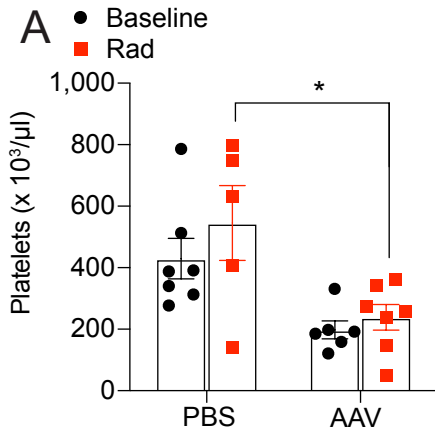 A
Baseline
Rad
*
Platelets (x 10³/µl)
1,000
800
600
400
200
0
PBS AAV